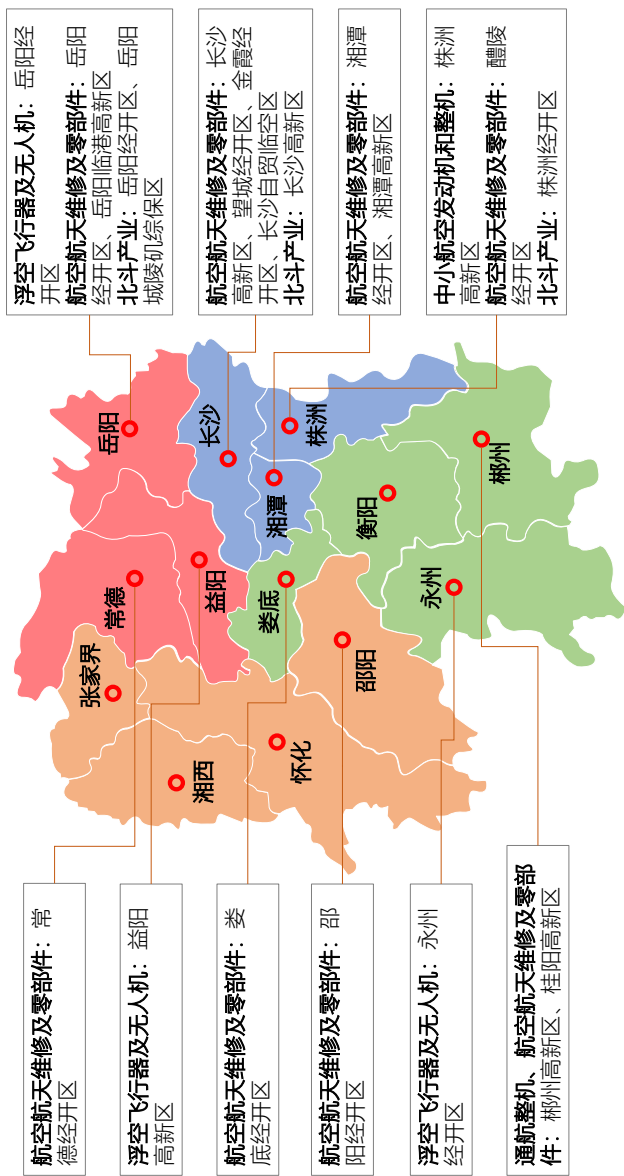 航空航天维修及零部件：常
德经开区
浮空飞行器及无人机：益阳
高新区
航空航天维修及零部件：娄
底经开区
航空航天维修及零部件：邵
阳经开区
浮空飞行器及无人机：永州
经开区
通航整机、航空航天维修及零部
件：郴州高新区、桂阳高新区
张家界
常德
岳阳
湘西
益阳
长沙
怀化
娄底
湘潭
株洲
邵阳
衡阳
永州
郴州
浮空飞行器及无人机：岳阳经
开区
航空航天维修及零部件：岳阳
经开区、岳阳临港高新区
北斗产业：岳阳经开区、岳阳
城陵矶综保区
航空航天维修及零部件：长沙
高新区、望城经开区、金霞经
开区、长沙自贸临空区
北斗产业：长沙高新区
航空航天维修及零部件：湘潭
经开区、湘潭高新区
中小航空发动机和整机：株洲
高新区
航空航天维修及零部件：醴陵
经开区
北斗产业：株洲经开区